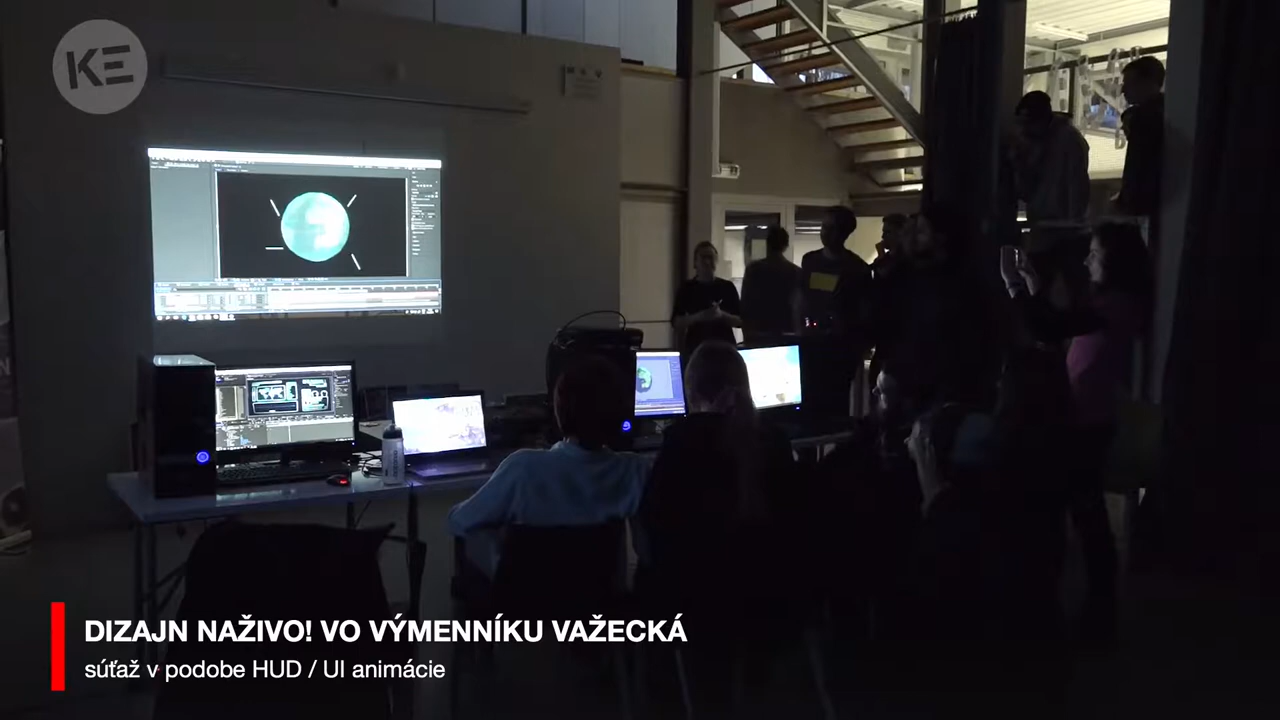 KE
DIZAJN NAŽIVO! VO VÝMENNÍKU VAŽECKÁ
súťaž v podobe HUD / UI animácie